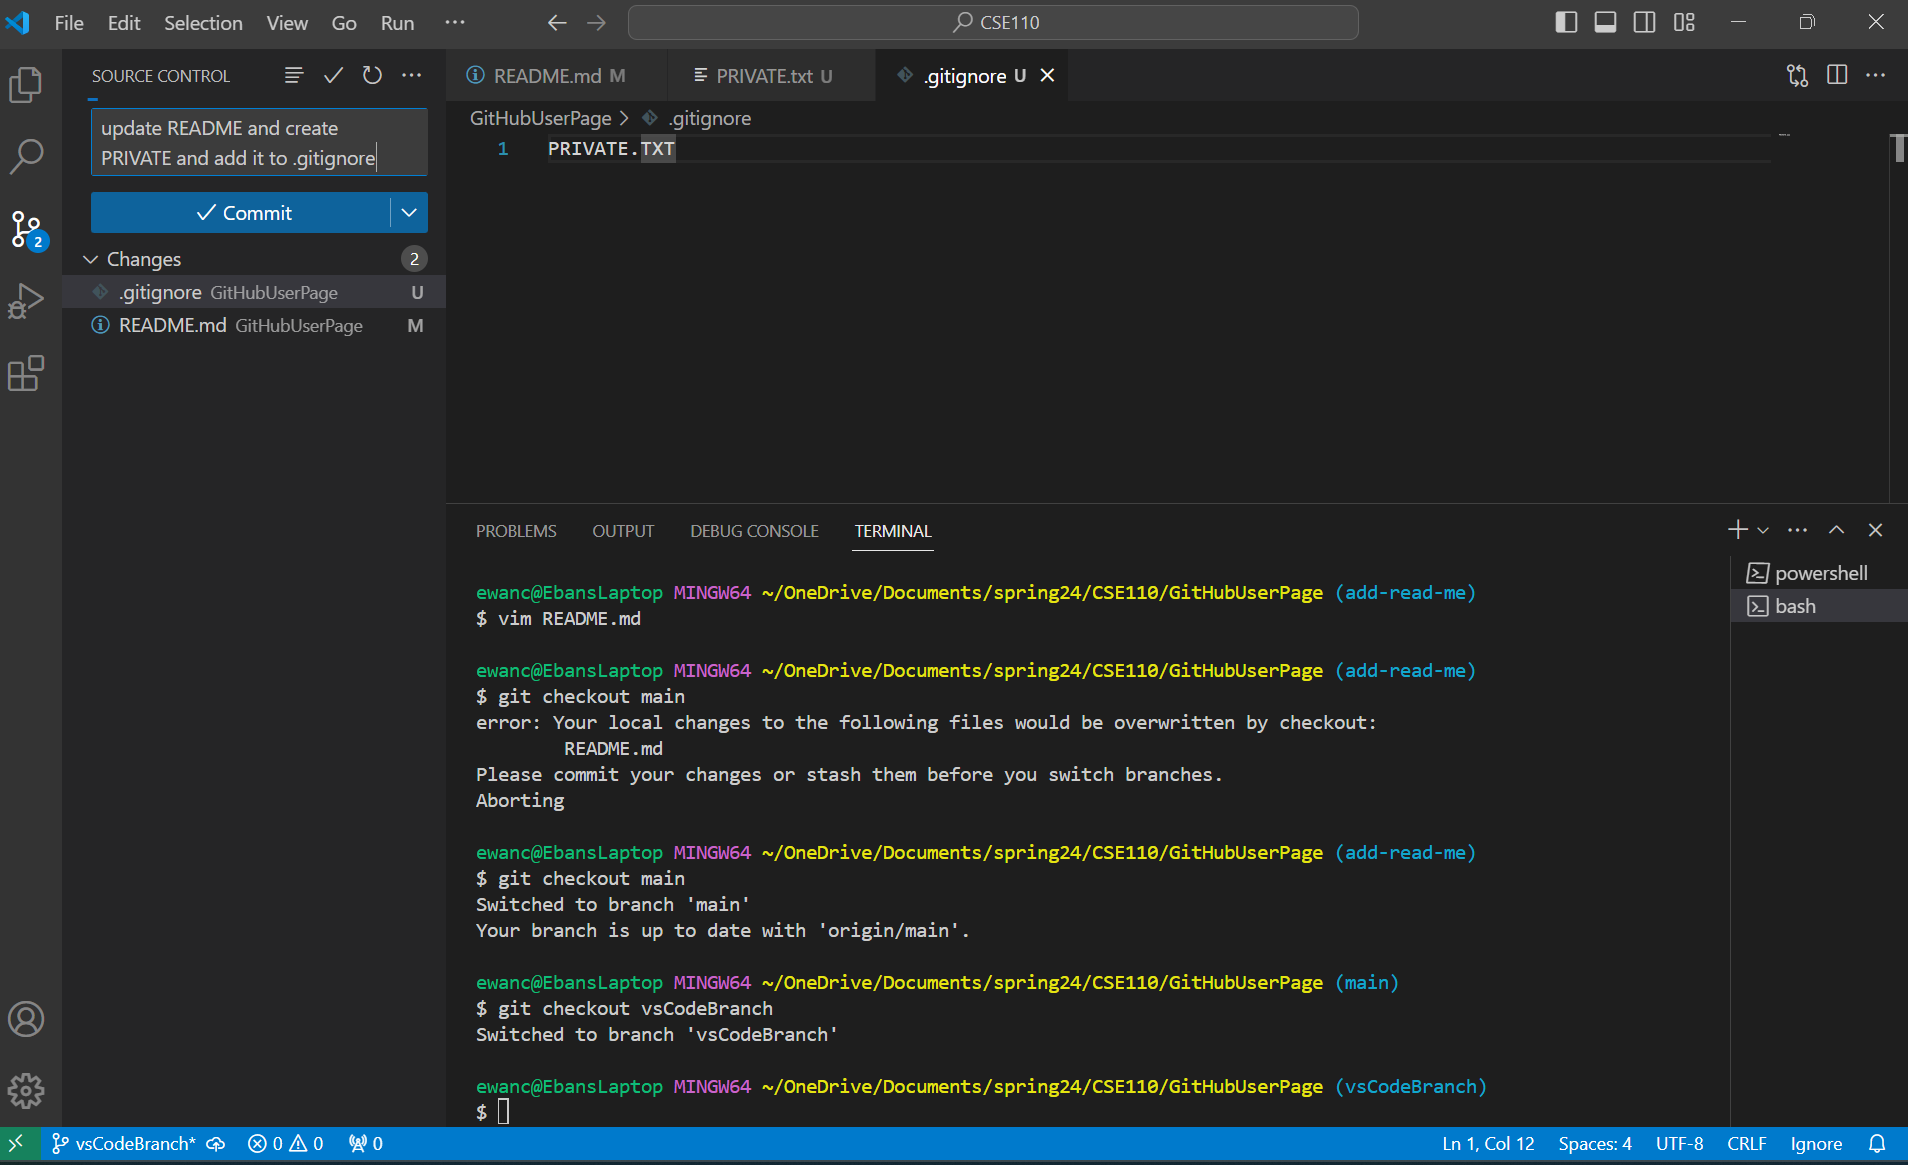 File Edit Selection View Go Run ···
CSE110
SOURCE CONTROL
update README and create
PRIVATE and add it to .gitignore
Commit
Changes 2
.gitignore GitHubUserPage U
README.md GitHubUserPage M
2
README.md M
PRIVATE.txt U
.gitignore U
GitHubUserPage > .gitignore
1 PRIVATE.TXT
PROBLEMS OUTPUT DEBUG CONSOLE TERMINAL
powershell
bash
ewanc@EbansLaptop MINGW64 ~/OneDrive/Documents/spring24/CSE110/GitHubUserPage (add-read-me)
$ vim README.md
ewanc@EbansLaptop MINGW64 ~/OneDrive/Documents/spring24/CSE110/GitHubUserPage (add-read-me)
$ git checkout main
error: Your local changes to the following files would be overwritten by checkout:
README.md
Please commit your changes or stash them before you switch branches.
Aborting
ewanc@EbansLaptop MINGW64 ~/OneDrive/Documents/spring24/CSE110/GitHubUserPage (add-read-me)
$ git checkout main
Switched to branch 'main'
Your branch is up to date with 'origin/main'.
ewanc@EbansLaptop MINGW64 ~/OneDrive/Documents/spring24/CSE110/GitHubUserPage (main)
$ git checkout vsCodeBranch
Switched to branch 'vsCodeBranch'
ewanc@EbansLaptop MINGW64 ~/OneDrive/Documents/spring24/CSE110/GitHubUserPage (vsCodeBranch)
$
vsCodeBranch* 0 0 0 Ln 1, Col 12 Spaces: 4 UTF-8 CRLF Ignore